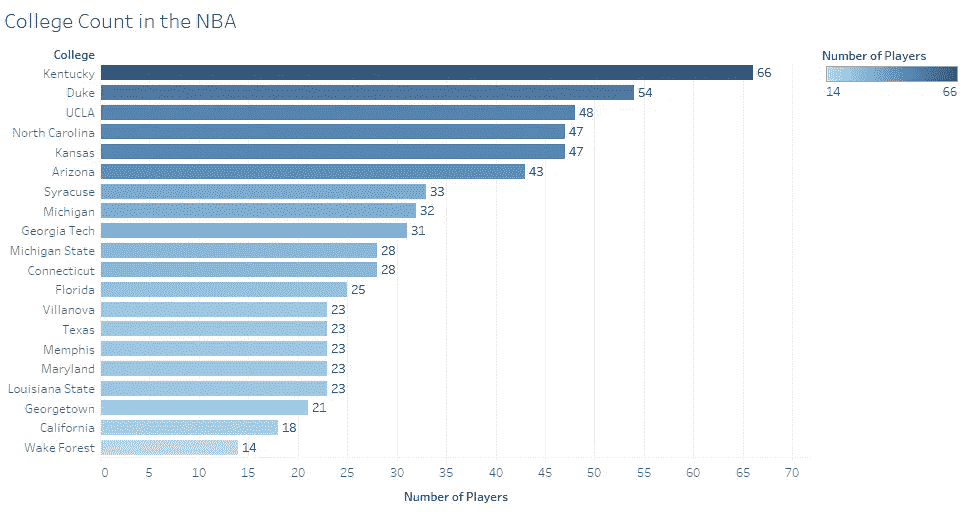 College Count in the NBA
College
Number of Players
14 66
Kentucky 66
Duke 54
UCLA 48
North Carolina 47
Kansas 47
Arizona 43
Syracuse 33
Michigan 32
Georgia Tech 31
Michigan State 28
Connecticut 28
Florida 25
Villanova 23
Texas 23
Memphis 23
Maryland 23
Louisiana State 23
Georgetown 21
California 18
Wake Forest 14
0 5 10 15 20 25 30 35 40 45 50 55 60 65 70
Number of Players